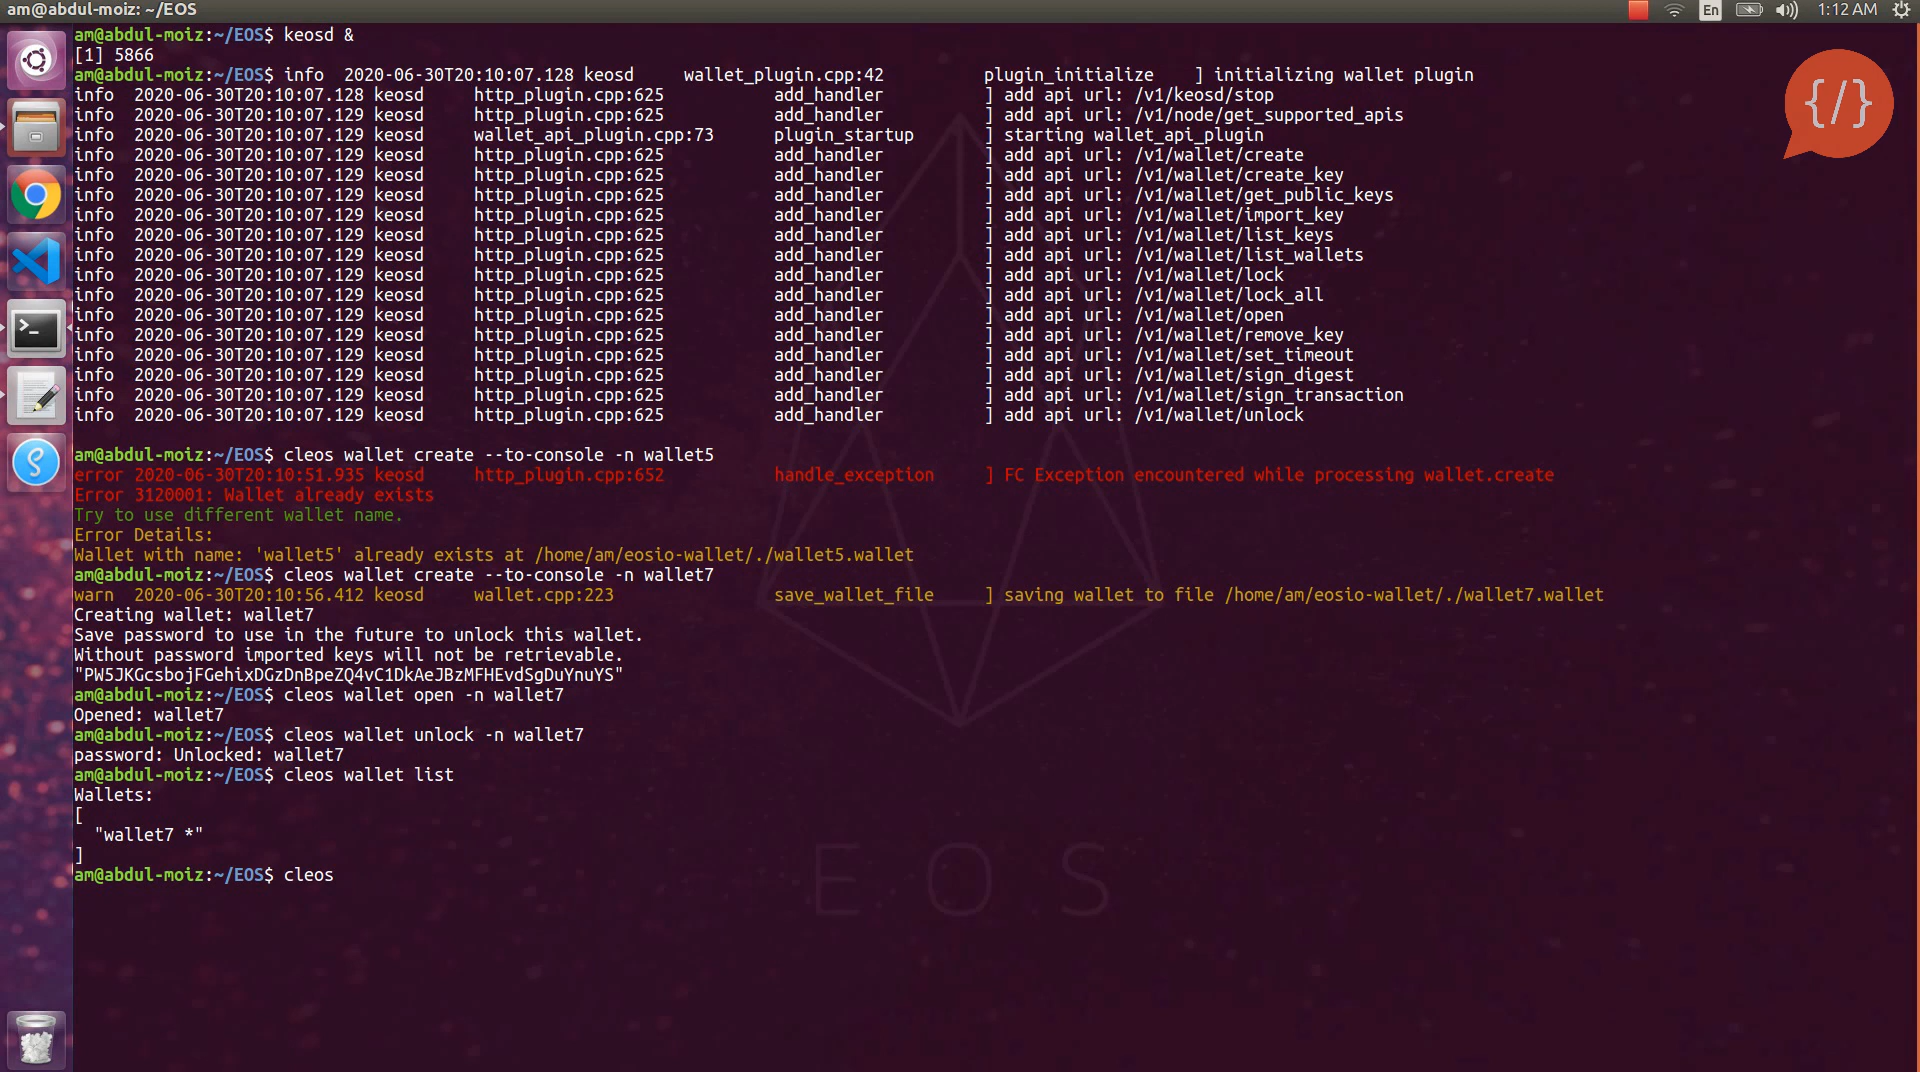 am@abdul-moiz: ~/EOS
En
1:12 AM
am@abdul-moiz:~/EOS$ keosd &
[1] 5866
am@abdul-moiz:~/EOS$ info  2020-06-30T20:10:07.128 keosd     wallet_plugin.cpp:42          plugin_initialize    ] initializing wallet plugin
info  2020-06-30T20:10:07.128 keosd     http_plugin.cpp:625           add_handler          ] add api url: /v1/keosd/stop
info  2020-06-30T20:10:07.129 keosd     http_plugin.cpp:625           add_handler          ] add api url: /v1/node/get_supported_apis
info  2020-06-30T20:10:07.129 keosd     wallet_api_plugin.cpp:73      plugin_startup       ] starting wallet_api_plugin
info  2020-06-30T20:10:07.129 keosd     http_plugin.cpp:625           add_handler          ] add api url: /v1/wallet/create
info  2020-06-30T20:10:07.129 keosd     http_plugin.cpp:625           add_handler          ] add api url: /v1/wallet/create_key
info  2020-06-30T20:10:07.129 keosd     http_plugin.cpp:625           add_handler          ] add api url: /v1/wallet/get_public_keys
info  2020-06-30T20:10:07.129 keosd     http_plugin.cpp:625           add_handler          ] add api url: /v1/wallet/import_key
info  2020-06-30T20:10:07.129 keosd     http_plugin.cpp:625           add_handler          ] add api url: /v1/wallet/list_keys
info  2020-06-30T20:10:07.129 keosd     http_plugin.cpp:625           add_handler          ] add api url: /v1/wallet/list_wallets
info  2020-06-30T20:10:07.129 keosd     http_plugin.cpp:625           add_handler          ] add api url: /v1/wallet/lock
info  2020-06-30T20:10:07.129 keosd     http_plugin.cpp:625           add_handler          ] add api url: /v1/wallet/lock_all
info  2020-06-30T20:10:07.129 keosd     http_plugin.cpp:625           add_handler          ] add api url: /v1/wallet/open
info  2020-06-30T20:10:07.129 keosd     http_plugin.cpp:625           add_handler          ] add api url: /v1/wallet/remove_key
info  2020-06-30T20:10:07.129 keosd     http_plugin.cpp:625           add_handler          ] add api url: /v1/wallet/set_timeout
info  2020-06-30T20:10:07.129 keosd     http_plugin.cpp:625           add_handler          ] add api url: /v1/wallet/sign_digest
info  2020-06-30T20:10:07.129 keosd     http_plugin.cpp:625           add_handler          ] add api url: /v1/wallet/sign_transaction
info  2020-06-30T20:10:07.129 keosd     http_plugin.cpp:625           add_handler          ] add api url: /v1/wallet/unlock
am@abdul-moiz:~/EOS$ cleos wallet create --to-console -n wallet5
error 2020-06-30T20:10:51.935 keosd     http_plugin.cpp:652           handle_exception     ] FC Exception encountered while processing wallet.create
Error 3120001: Wallet already exists
Try to use different wallet name.
Error Details:
Wallet with name: 'wallet5' already exists at /home/am/eosio-wallet/./wallet5.wallet
am@abdul-moiz:~/EOS$ cleos wallet create --to-console -n wallet7
warn  2020-06-30T20:10:56.412 keosd     wallet.cpp:223                save_wallet_file     ] saving wallet to file /home/am/eosio-wallet/./wallet7.wallet
Creating wallet: wallet7
Save password to use in the future to unlock this wallet.
Without password imported keys will not be retrievable.
"PW5JKGcsbojFGehixDGzDnBpeZQ4vC1DkAeJBzMFHEvdSgDuYnuYS"
am@abdul-moiz:~/EOS$ cleos wallet open -n wallet7
Opened: wallet7
am@abdul-moiz:~/EOS$ cleos wallet unlock -n wallet7
password: Unlocked: wallet7
am@abdul-moiz:~/EOS$ cleos wallet list
Wallets:
[
  "wallet7 *"
]
am@abdul-moiz:~/EOS$ cleos
EOS
{/}